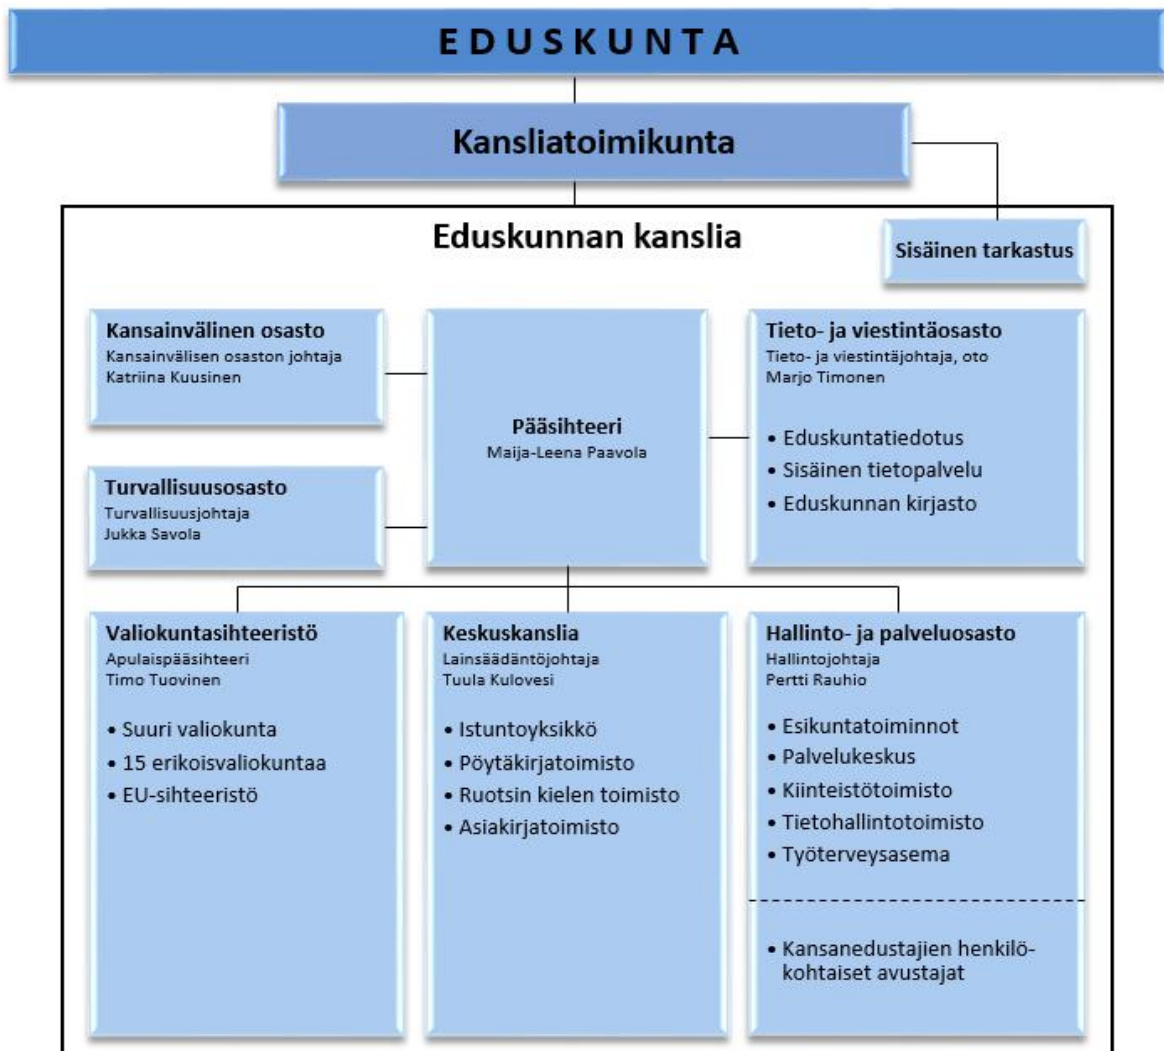 EDUSKUNTA
Kansliatoimikunta
Eduskunnan kanslia
Sisäinen tarkastus
Kansainvälinen osasto
Kansainvälisen osaston johtaja
Katriina Kuusinen
Turvallisuusosasto
Turvallisuusjohtaja
Jukka Savola
Pääsihteeri
Maija-Leena Paavola
Tieto- ja viestintäosasto
Tieto- ja viestintäjohtaja, oto
Marjo Timonen
• Eduskuntatiedotus
• Sisäinen tietopalvelu
• Eduskunnan kirjasto
Valiokuntasihteeristö
Apulaispääsihteeri
Timo Tuovinen
• Suuri valiokunta
• 15 erikoisvaliokuntaa
• EU-sihteeristö
Keskuskanslia
Lainsäädäntöjohtaja
Tuula Kulovesi
• Istuntoyksikkö
• Pöytäkirjatoimisto
• Ruotsin kielen toimisto
• Asiakirjatoimisto
Hallinto- ja palveluosasto
Hallintojohtaja
Pertti Rauhio
• Esikuntatoiminnot
• Palvelukeskus
• Kiinteistötoimisto
• Tietohallintotoimisto
• Työterveysasema
• Kansanedustajien henkilö-
kohtaiset avustajat